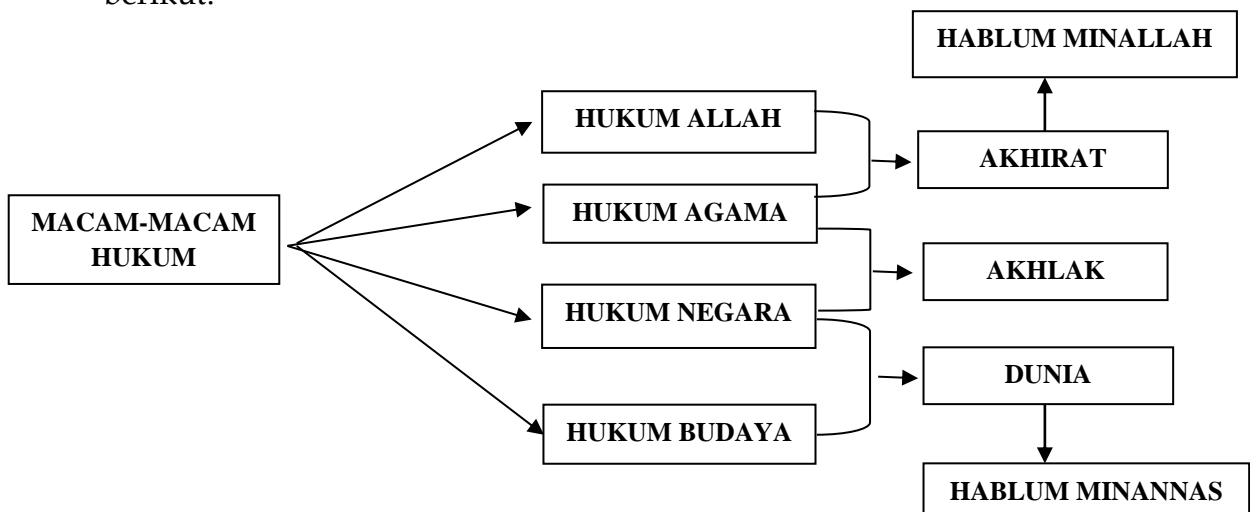 berikut.
HABLUM MINALLAH
HUKUM ALLAH
AKHIRAT
MACAM-MACAM
HUKUM
HUKUM AGAMA
AKHLAK
HUKUM NEGARA
DUNIA
HUKUM BUDAYA
HABLUM MINANNAS